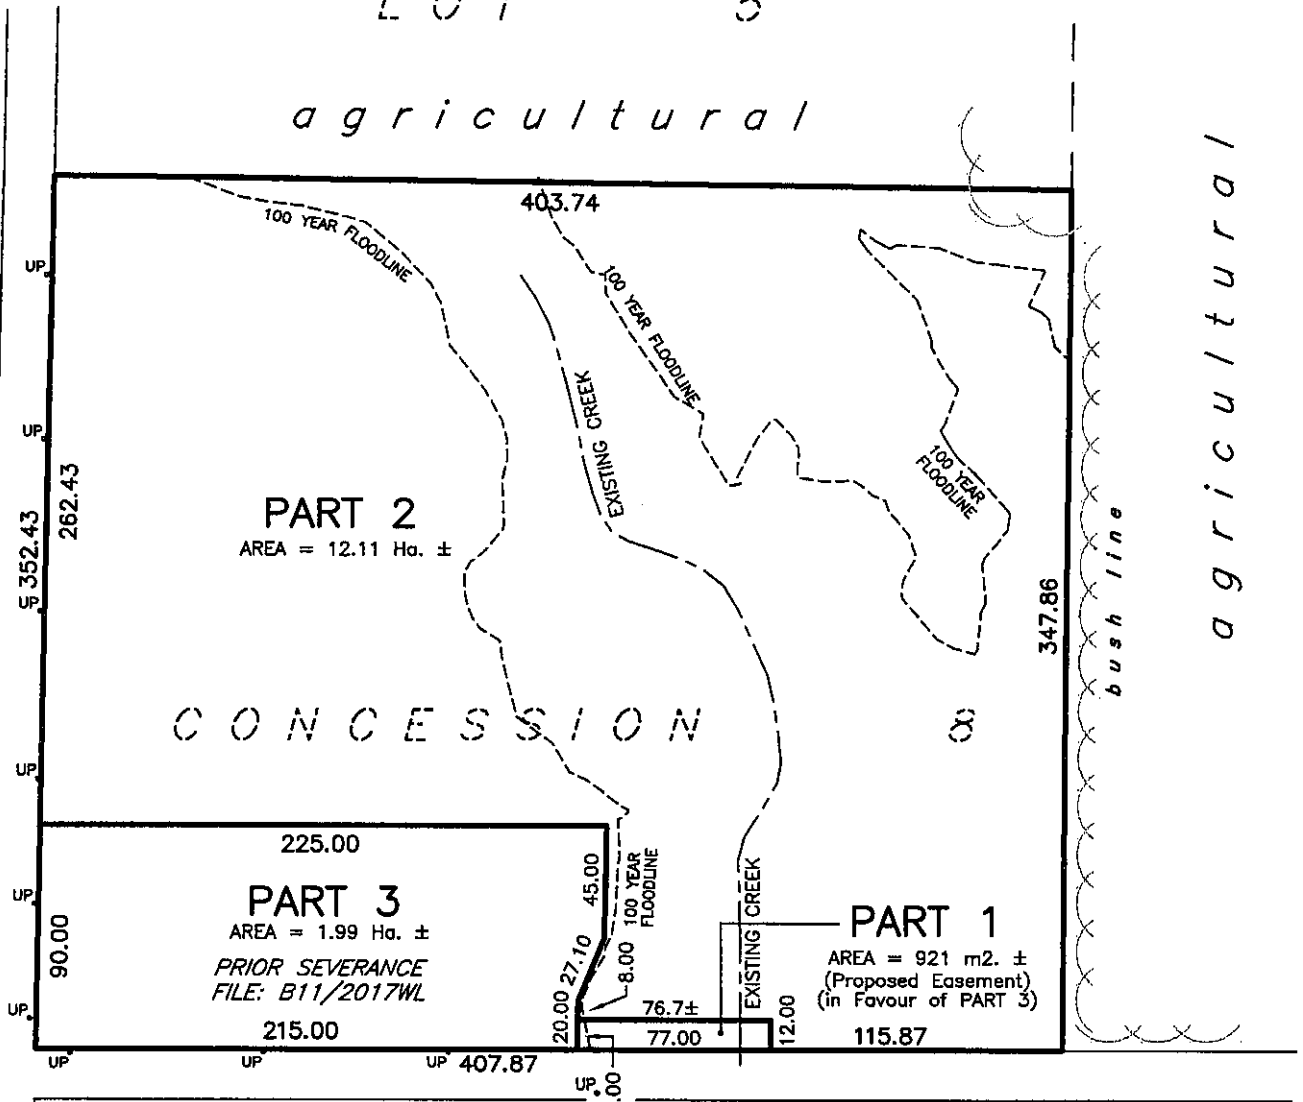 agricultural
403.74
100 YEAR FLOODLINE
100 YEAR FLOODLINE
agricultural
UP
EXISTING CREEK
UP
100 YEAR
FLOODLINE
262.43
352.43
PART 2
AREA = 12.11 Ha. ±
bush line
UP
347.86
CONCESSION 8
UP
225.00
45.00
100 YEAR
FLOODLINE
EXISTING CREEK
PART 3
AREA = 1.99 Ha. ±
UP
PART 1
AREA = 921 m2. ±
(Proposed Easement)
(in Favour of PART 3)
90.00
PRIOR SEVERANCE
FILE: B11/2017WL
27.10
8.00
UP
20.00
76.7±
12.00
215.00
77.00
115.87
UP
UP
UP
407.87
UP